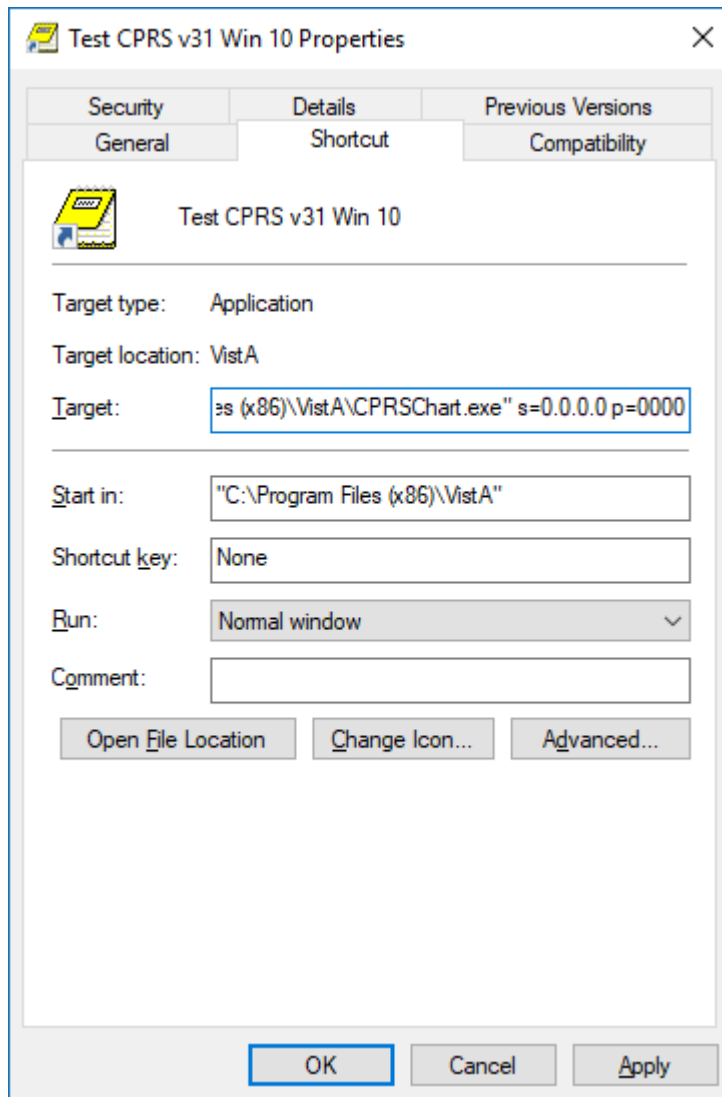 Test CPRS v31 Win 10 Properties
Security Details Previous Versions
General Shortcut Compatibility
Test CPRS v31 Win 10
Target type: Application
Target location: VistA
Target: es (x86)\VistA\CPRSChart.exe" s=0.0.0.0 p=0000
Start in: "C:\Program Files (x86)\VistA"
Shortcut key: None
Run: Normal window
Comment:
Open File Location Change Icon... Advanced...
OK Cancel Apply